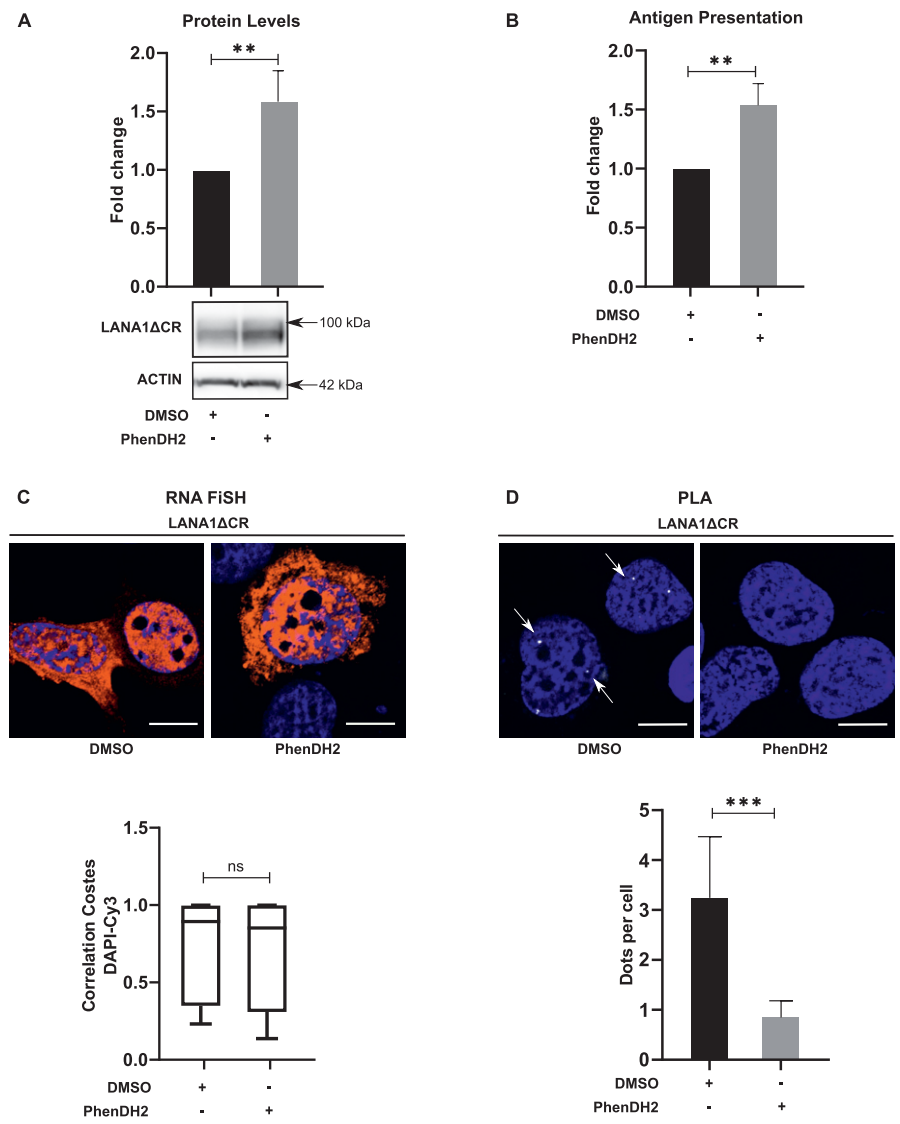 A
Protein Levels
2.0
1.5
1.0
0.5
0.0
Fold change
**
LANA1ΔCR
100 kDa
ACTIN
42 kDa
DMSO + -
PhenDH2 - +
B
Antigen Presentation
2.0
1.5
1.0
0.5
0.0
Fold change
**
DMSO + -
PhenDH2 - +
C
RNA FiSH
LANA1ΔCR
DMSO
PhenDH2
1.5
1.0
0.5
0.0
Correlation Costes
DAPI-Cy3
ns
DMSO + -
PhenDH2 - +
D
PLA
LANA1ΔCR
DMSO
PhenDH2
5
4
3
2
1
0
Dots per cell
***
DMSO + -
PhenDH2 - +